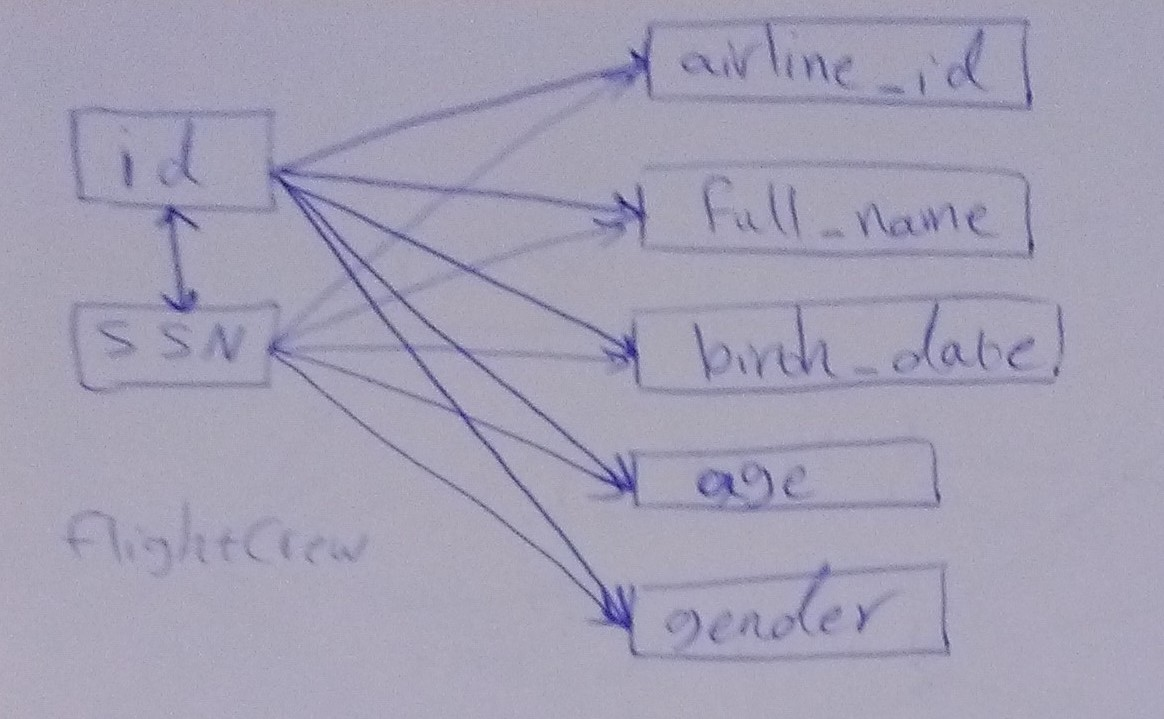 airline_id
id
full_name
SSN
birth_date
age
flightCrew
gender